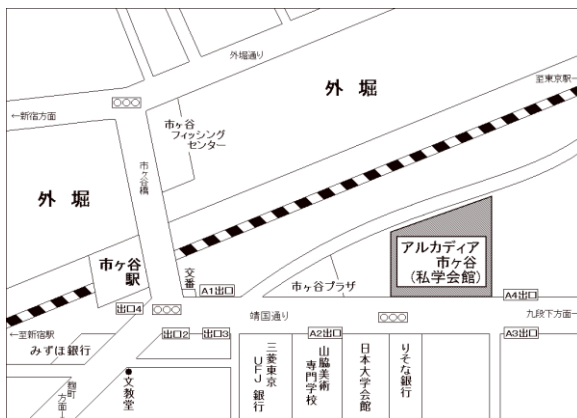 外堀通り
外 堀
至東京駅→
←新宿方面
市ヶ谷
フィッシング
センター
市ヶ谷橋
外 堀
アルカディア
市ヶ谷
(私学会館)
市ヶ谷
駅
交番
A1出口
市ヶ谷プラザ
A4出口
出口4
靖国通り
九段下方面→
←至新宿駅
出口2
出口3
A2出口
A3出口
みずほ銀行
麹町
方面←
文教堂
三菱東京
UFJ銀行
山脇美術
専門学校
日本大学会館
りそな銀行